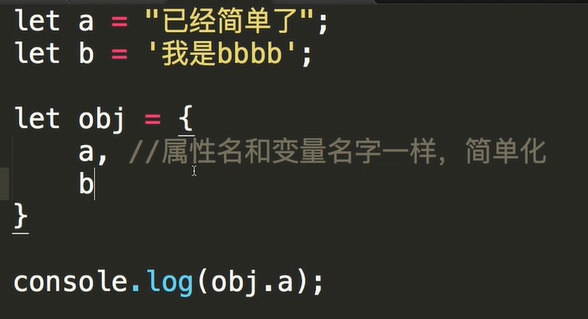 let a = "已经简单了";
let b = '我是bbbb';
let obj = {
a, //属性名和变量名字一样，简单化
b
}
console.log(obj.a);